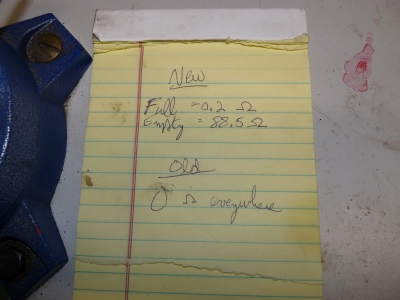 New
Full = 0.2 Ω
Empty = 88.5 Ω
Old
0 Ω everywhere